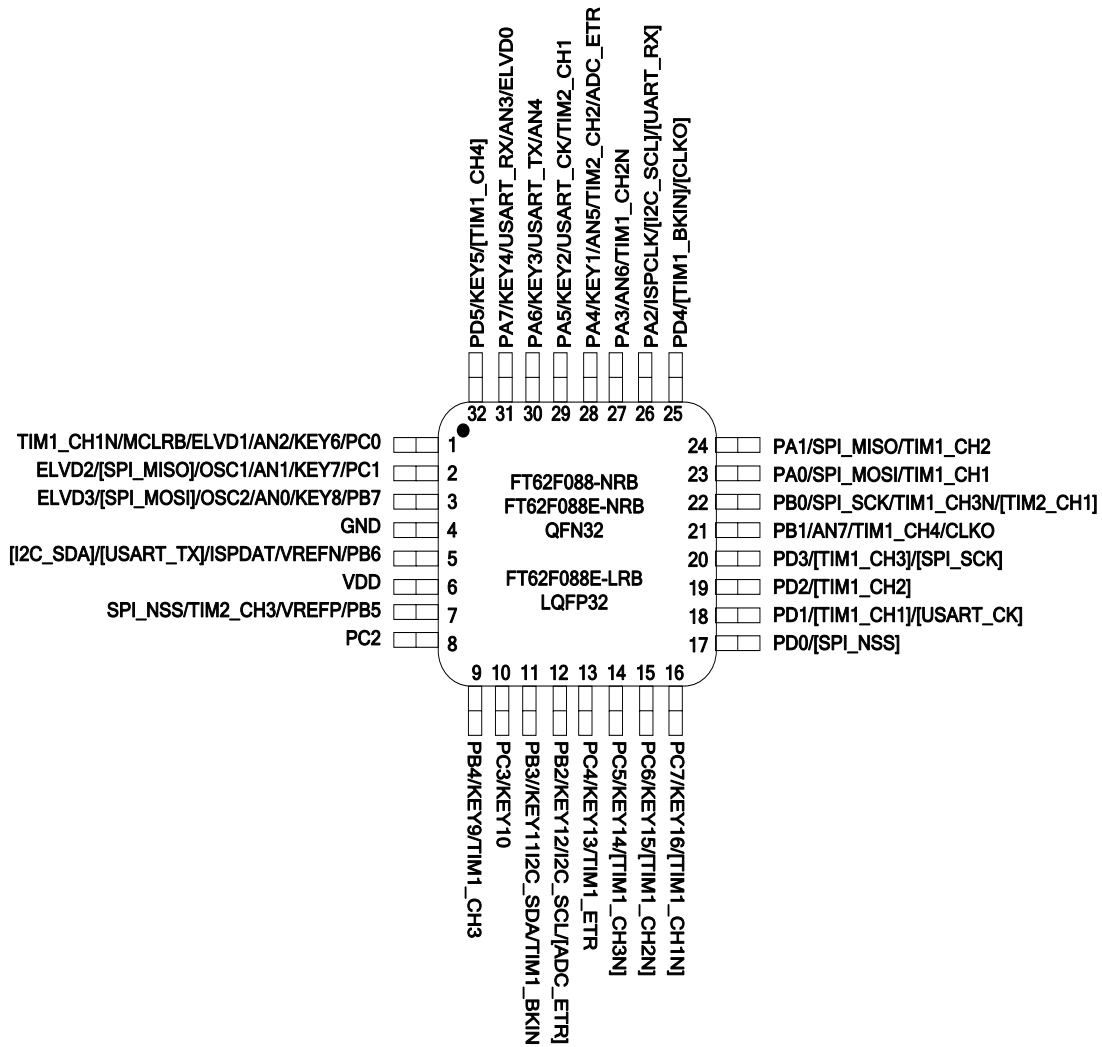 PD5/KEY5/[TIM1_CH4]
PA7/KEY4/USART_RX/AN3/ELVD0
PA6/KEY3/USART_TX/AN4
PA5/KEY2/USART_CK/TIM2_CH1
PA4/KEY1/AN5/TIM2_CH2/ADC_ETR
PA3/AN6/TIM1_CH2N
PA2/ISPCLK/[I2C_SCL]/[UART_RX]
PD4/[TIM1_BKIN]/[CLKO]
32 31 30 29 28 27 26 25
TIM1_CH1N/MCLRB/ELVD1/AN2/KEY6/PC0 1
ELVD2/[SPI_MISO]/OSC1/AN1/KEY7/PC1 2
ELVD3/[SPI_MOSI]/OSC2/AN0/KEY8/PB7 3
GND 4
[I2C_SDA]/[USART_TX]/ISPDAT/VREFN/PB6 5
VDD 6
SPI_NSS/TIM2_CH3/VREFP/PB5 7
PC2 8
FT62F088-NRB
FT62F088E-NRB
QFN32
FT62F088E-LRB
LQFP32
24 PA1/SPI_MISO/TIM1_CH2
23 PA0/SPI_MOSI/TIM1_CH1
22 PB0/SPI_SCK/TIM1_CH3N/[TIM2_CH1]
21 PB1/AN7/TIM1_CH4/CLKO
20 PD3/[TIM1_CH3]/[SPI_SCK]
19 PD2/[TIM1_CH2]
18 PD1/[TIM1_CH1]/[USART_CK]
17 PD0/[SPI_NSS]
9 10 11 12 13 14 15 16
PB4/KEY9/TIM1_CH3
PC3/KEY10
PB3//KEY11I2C_SDA/TIM1_BKIN
PB2/KEY12/I2C_SCL/[ADC_ETR]
PC4/KEY13/TIM1_ETR
PC5/KEY14/[TIM1_CH3N]
PC6/KEY15/[TIM1_CH2N]
PC7/KEY16/[TIM1_CH1N]